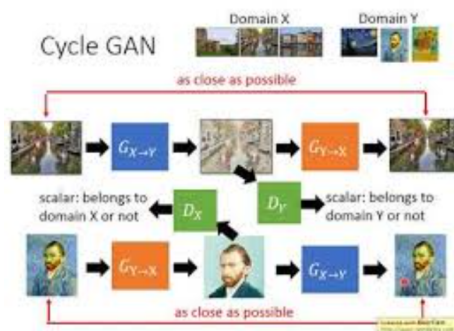 Cycle GAN
Domain X
Domain Y
as close as possible
G X→Y
G Y→X
scalar: belongs to
domain X or not
D X
D Y
scalar: belongs to
domain Y or not
G Y→X
G X→Y
as close as possible